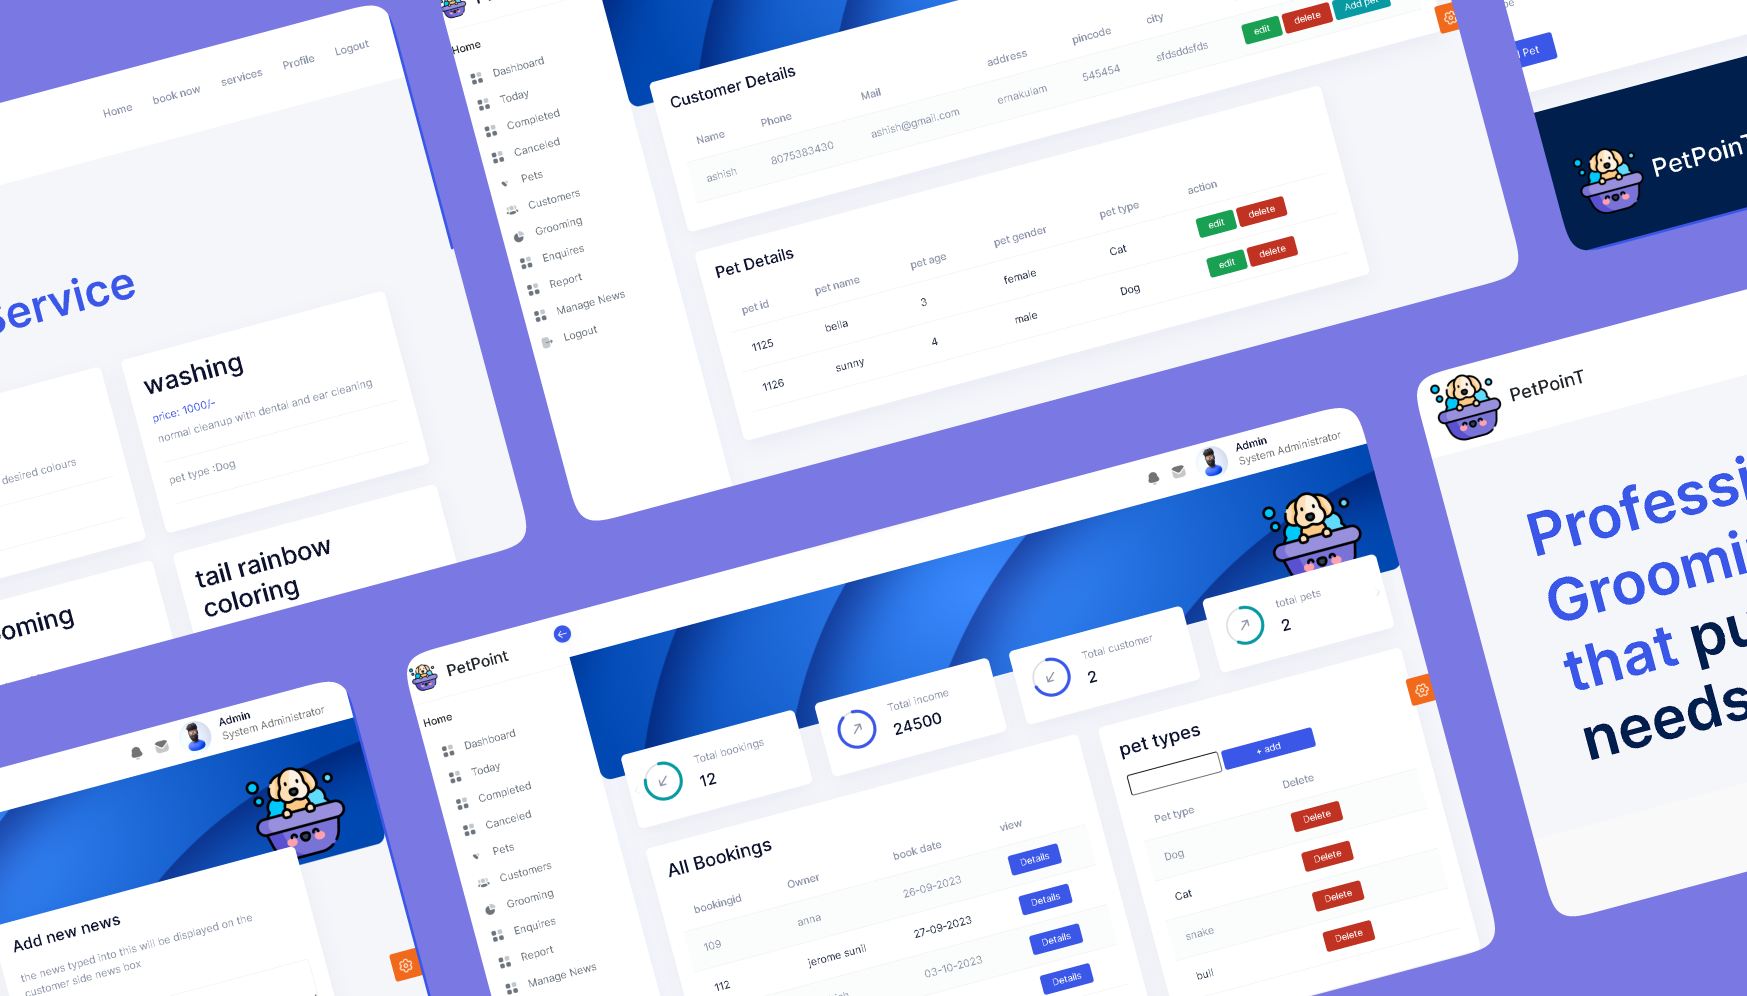 Home
book now
services
Profile
Logout
service
washing
price: 1000/-
normal cleanup with dental and ear cleaning
pet type :Dog
desired colours
tail rainbow
coloring
oming
Home
Dashboard
Today
Completed
Canceled
Pets
Customers
Grooming
Enquires
Report
Manage News
Logout
Customer Details
Name
Phone
Mail
address
pincode
city
ashish
8075383430
ashish@gmail.com
ernakulam
545454
sfdsddsfds
edit
delete
Add pet
Pet Details
pet id
pet name
pet age
pet gender
pet type
action
1125
bella
3
female
Cat
edit
delete
1126
sunny
4
male
Dog
edit
delete
Pet
PetPoinT
PetPoinT
Professi
Groomi
that pu
needs
Admin
System Administrator
Add new news
the news typed into this will be displayed on the
customer side news box
PetPoint
Home
Dashboard
Today
Completed
Canceled
Pets
Customers
Grooming
Enquires
Report
Manage News
Admin
System Administrator
Total bookings
12
Total income
24500
Total customer
2
total pets
2
All Bookings
bookingid
Owner
book date
view
109
anna
26-09-2023
Details
112
jerome sunil
27-09-2023
Details
03-10-2023
Details
Details
pet types
+ add
Pet type
Delete
Dog
Delete
Cat
Delete
snake
Delete
bull
Delete